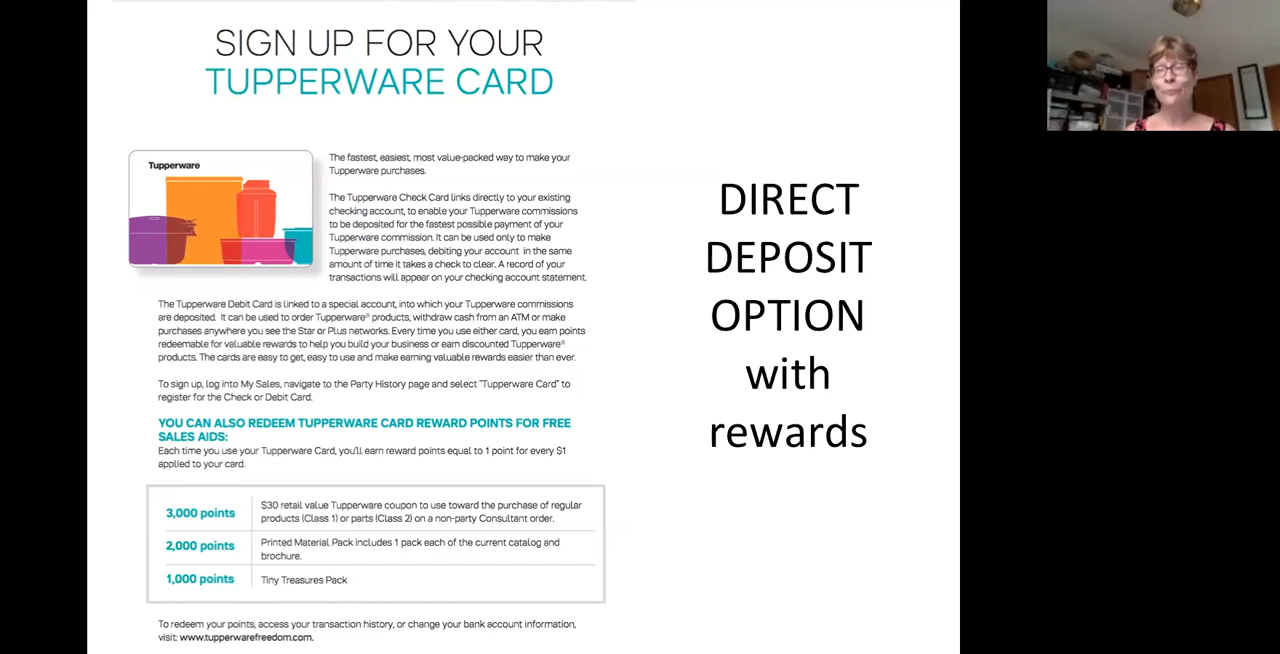 SIGN UP FOR YOUR
TUPPERWARE CARD
Tupperware
The fastest, easiest, most value-packed way to make your
Tupperware purchases.
The Tupperware Check Card links directly to your existing
checking account, to enable your Tupperware commissions
to be deposited for the fastest possible payment of your
Tupperware commission. It can be used only to make
Tupperware purchases, debiting your account in the same
amount of time it takes a check to clear. A record of your
transactions will appear on your checking account statement.
The Tupperware Debit Card is linked to a special account, into which your Tupperware commissions
are deposited. It can be used to order Tupperware® products, withdraw cash from an ATM or make
purchases anywhere you see the Star or Plus networks. Every time you use either card, you earn points
redeemable for valuable rewards to help you build your business or earn discounted Tupperware®
products. The cards are easy to get, easy to use and make earning valuable rewards easier than ever.
To sign up, log into My Sales, navigate to the Party History page and select "Tupperware Card" to
register for the Check or Debit Card.
YOU CAN ALSO REDEEM TUPPERWARE CARD REWARD POINTS FOR FREE
SALES AIDS:
Each time you use your Tupperware Card, you'll earn reward points equal to 1 point for every $1
applied to your card.
3,000 points
$30 retail value Tupperware coupon to use toward the purchase of regular
products (Class 1) or parts (Class 2) on a non-party Consultant order.
2,000 points
Printed Material Pack includes 1 pack each of the current catalog and
brochure.
1,000 points
Tiny Treasures Pack
To redeem your points, access your transaction history, or change your bank account information,
visit: www.tupperwarefreedom.com.
DIRECT
DEPOSIT
OPTION
with
rewards